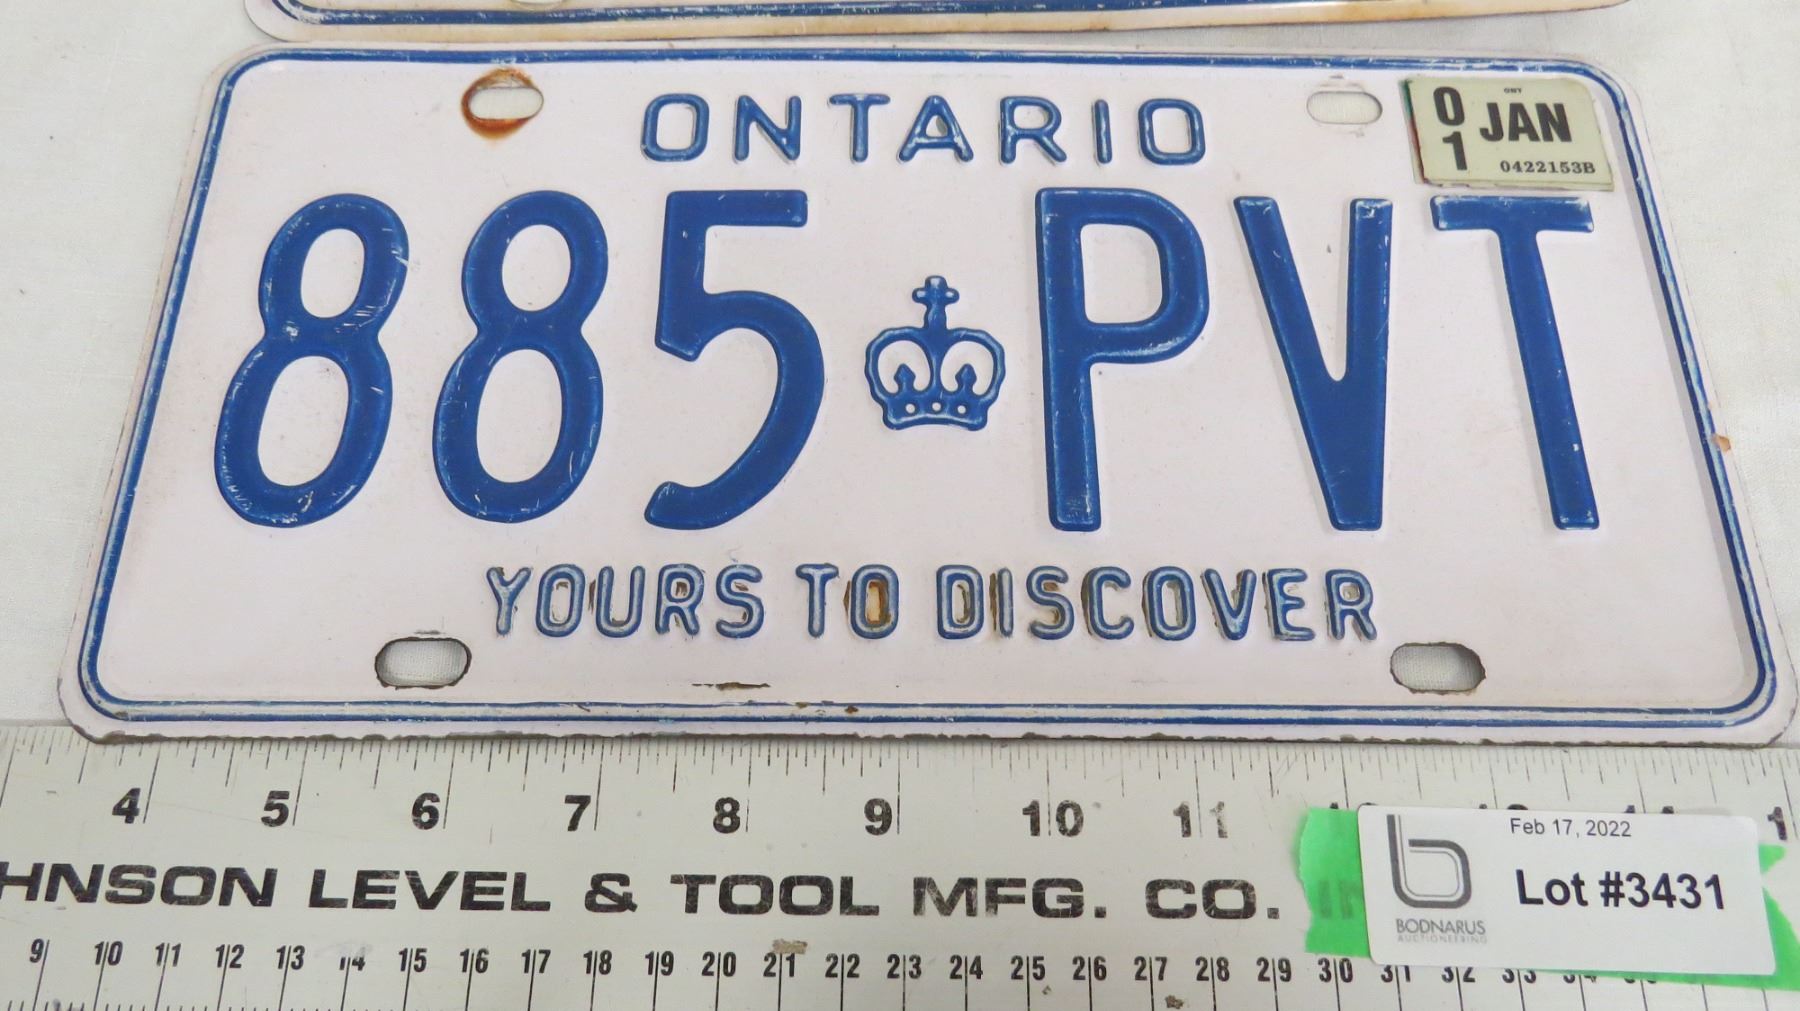 ONTARIO
ONT
01 JAN
0422153B
885 PVT
YOURS TO DISCOVER
4 5 6 7 8 9 10 11
Feb 17, 2022
Lot #3431
BODNARUS
AUCTIONEERING
HNSON LEVEL & TOOL MFG. CO.
9 10 11 12 13 14 15 16 17 18 19 20 21 22 23 24 25 26 27 28 29 30 31 32 33